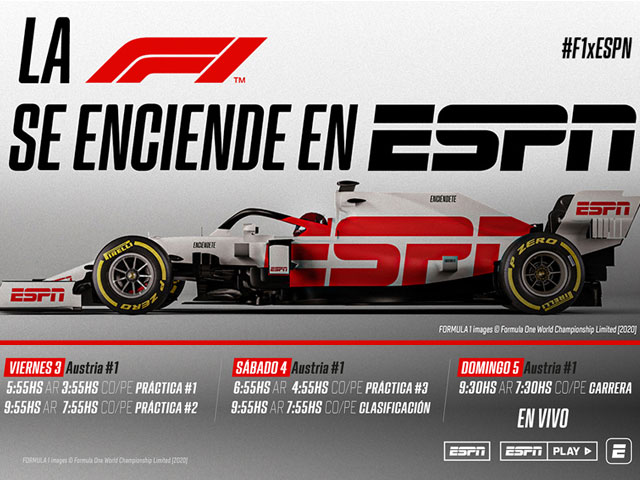 LA F1™
#F1xESPN
SE ENCIENDE EN ESPN
ENCIÉNDETE
ESPN
ENCIÉNDETE
ESPN
ESPN
ESPN
PIRELLI
P ZERO
P ZERO
PIRELLI
FORMULA 1 images © Formula One World Championship Limited [2020]
VIERNES 3 Austria #1
5:55HS AR 3:55HS CO/PE PRÁCTICA #1
9:55HS AR 7:55HS CO/PE PRÁCTICA #2
SÁBADO 4 Austria #1
6:55HS AR 4:55HS CO/PE PRÁCTICA #3
9:55HS AR 7:55HS CO/PE CLASIFICACIÓN
DOMINGO 5 Austria #1
9:30HS AR 7:30HS CO/PE CARRERA
EN VIVO
ESPN
ESPN PLAY
E
FORMULA 1 images © Formula One World Championship Limited [2020]